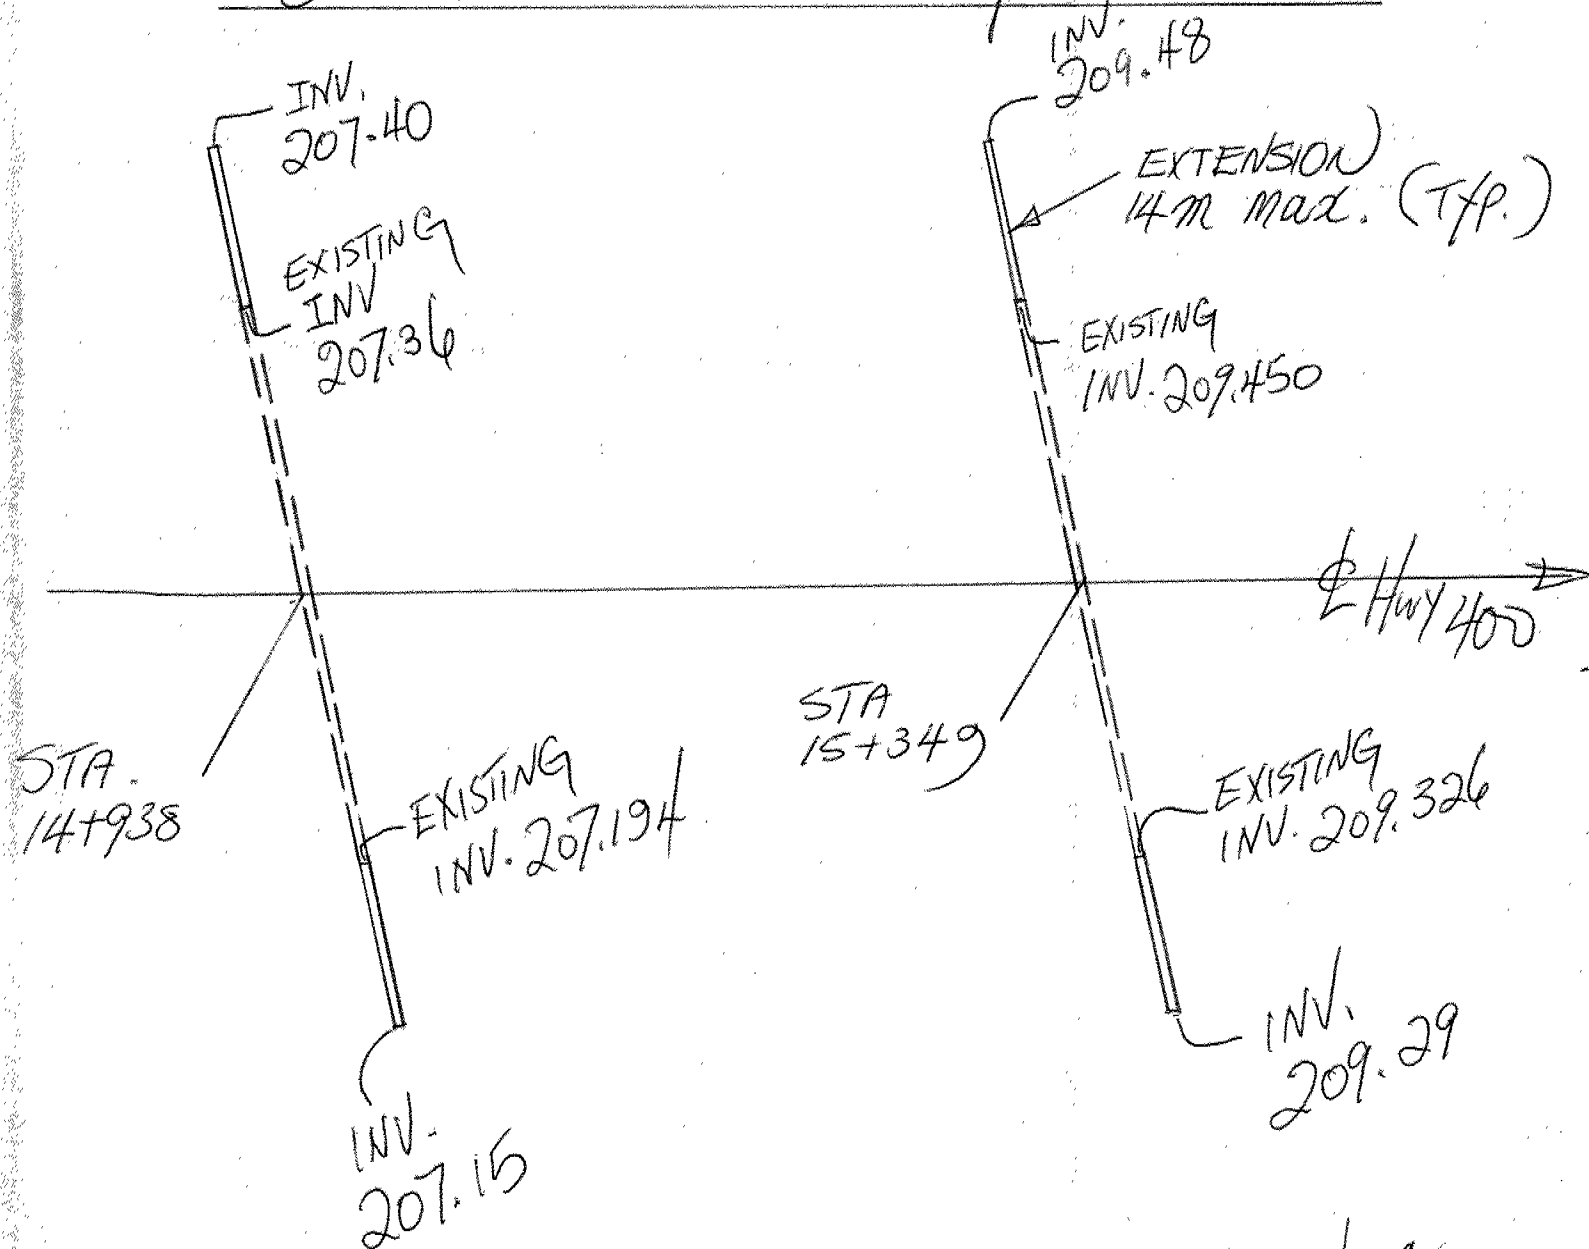 INV.
207.40
EXISTING
INV
207.36
INV.
209.48
EXTENSION
14m max. (Typ.)
EXISTING
INV. 209.450
℄ Hwy 400
STA.
14+938
STA
15+349
EXISTING
INV. 207.194
EXISTING
INV. 209.326
INV.
207.15
INV.
209.29